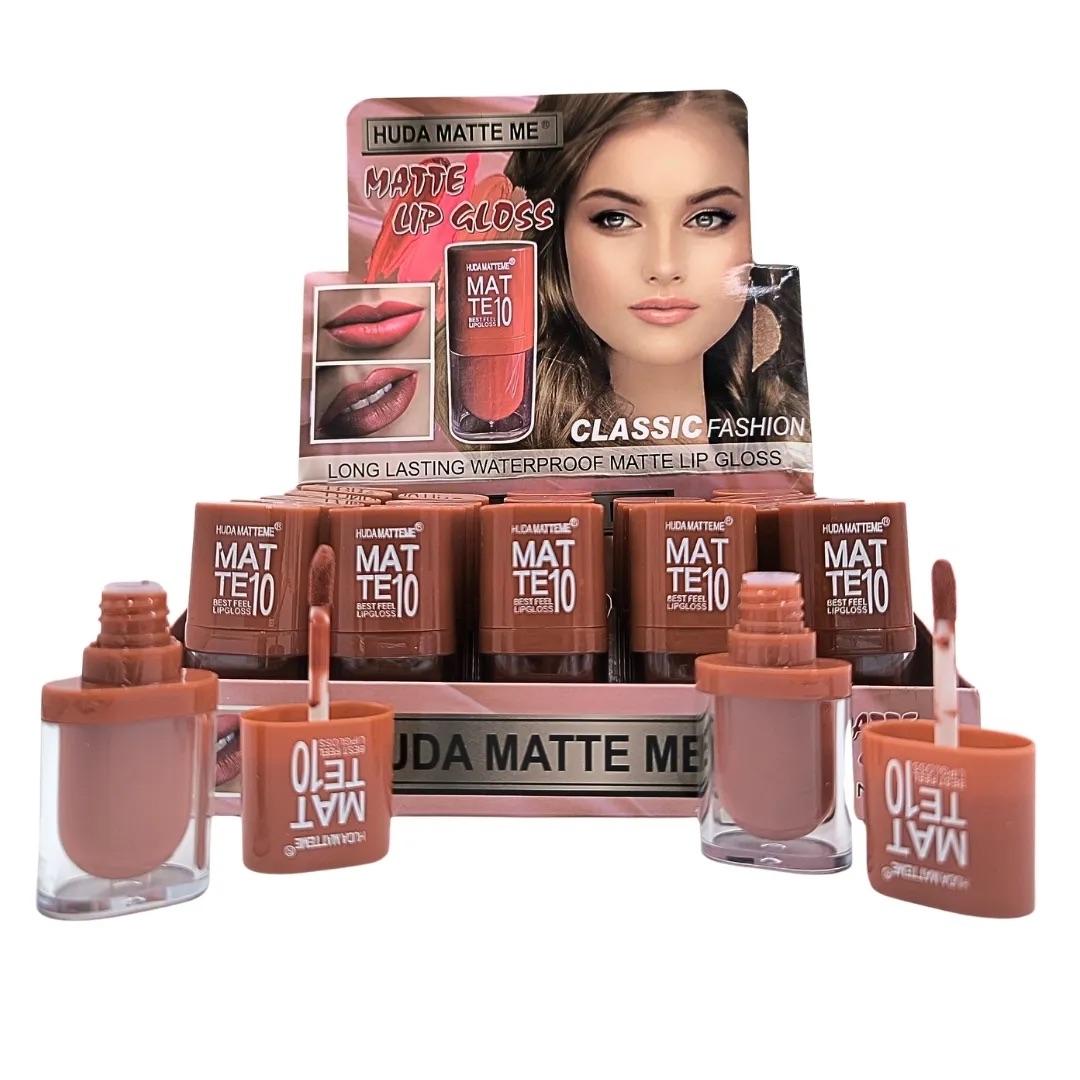 HUDA MATTE ME®
MATTE
LIP GLOSS
HUDA MATTEME®
MAT
TE10
BEST FEEL
LIPGLOSS
CLASSIC FASHION
LONG LASTING WATERPROOF MATTE LIP GLOSS
HUDA MATTEME®
MAT
TE10
BEST FEEL
LIPGLOSS
HUDA MATTEME®
MAT
TE10
BEST FEEL
LIPGLOSS
HUDA MATTEME®
MAT
TE10
BEST FEEL
LIPGLOSS
HUDA MATTEME®
MAT
TE10
BEST FEEL
LIPGLOSS
HUDA MATTEME®
MAT
TE10
BEST FEEL
LIPGLOSS
UDA MATTE ME
HUDA MATTEME®
MAT
TE10
BEST FEEL
LIPGLOSS
HUDA MATTEME®
MAT
TE10
BEST FEEL
LIPGLOSS